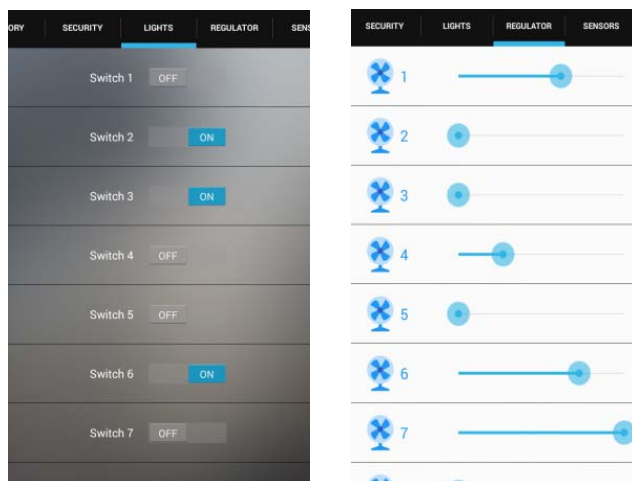 ORY SECURITY LIGHTS REGULATOR SENS
Switch 1 OFF
Switch 2 ON
Switch 3 ON
Switch 4 OFF
Switch 5 OFF
Switch 6 ON
Switch 7 OFF
SECURITY LIGHTS REGULATOR SENSORS
1
2
3
4
5
6
7